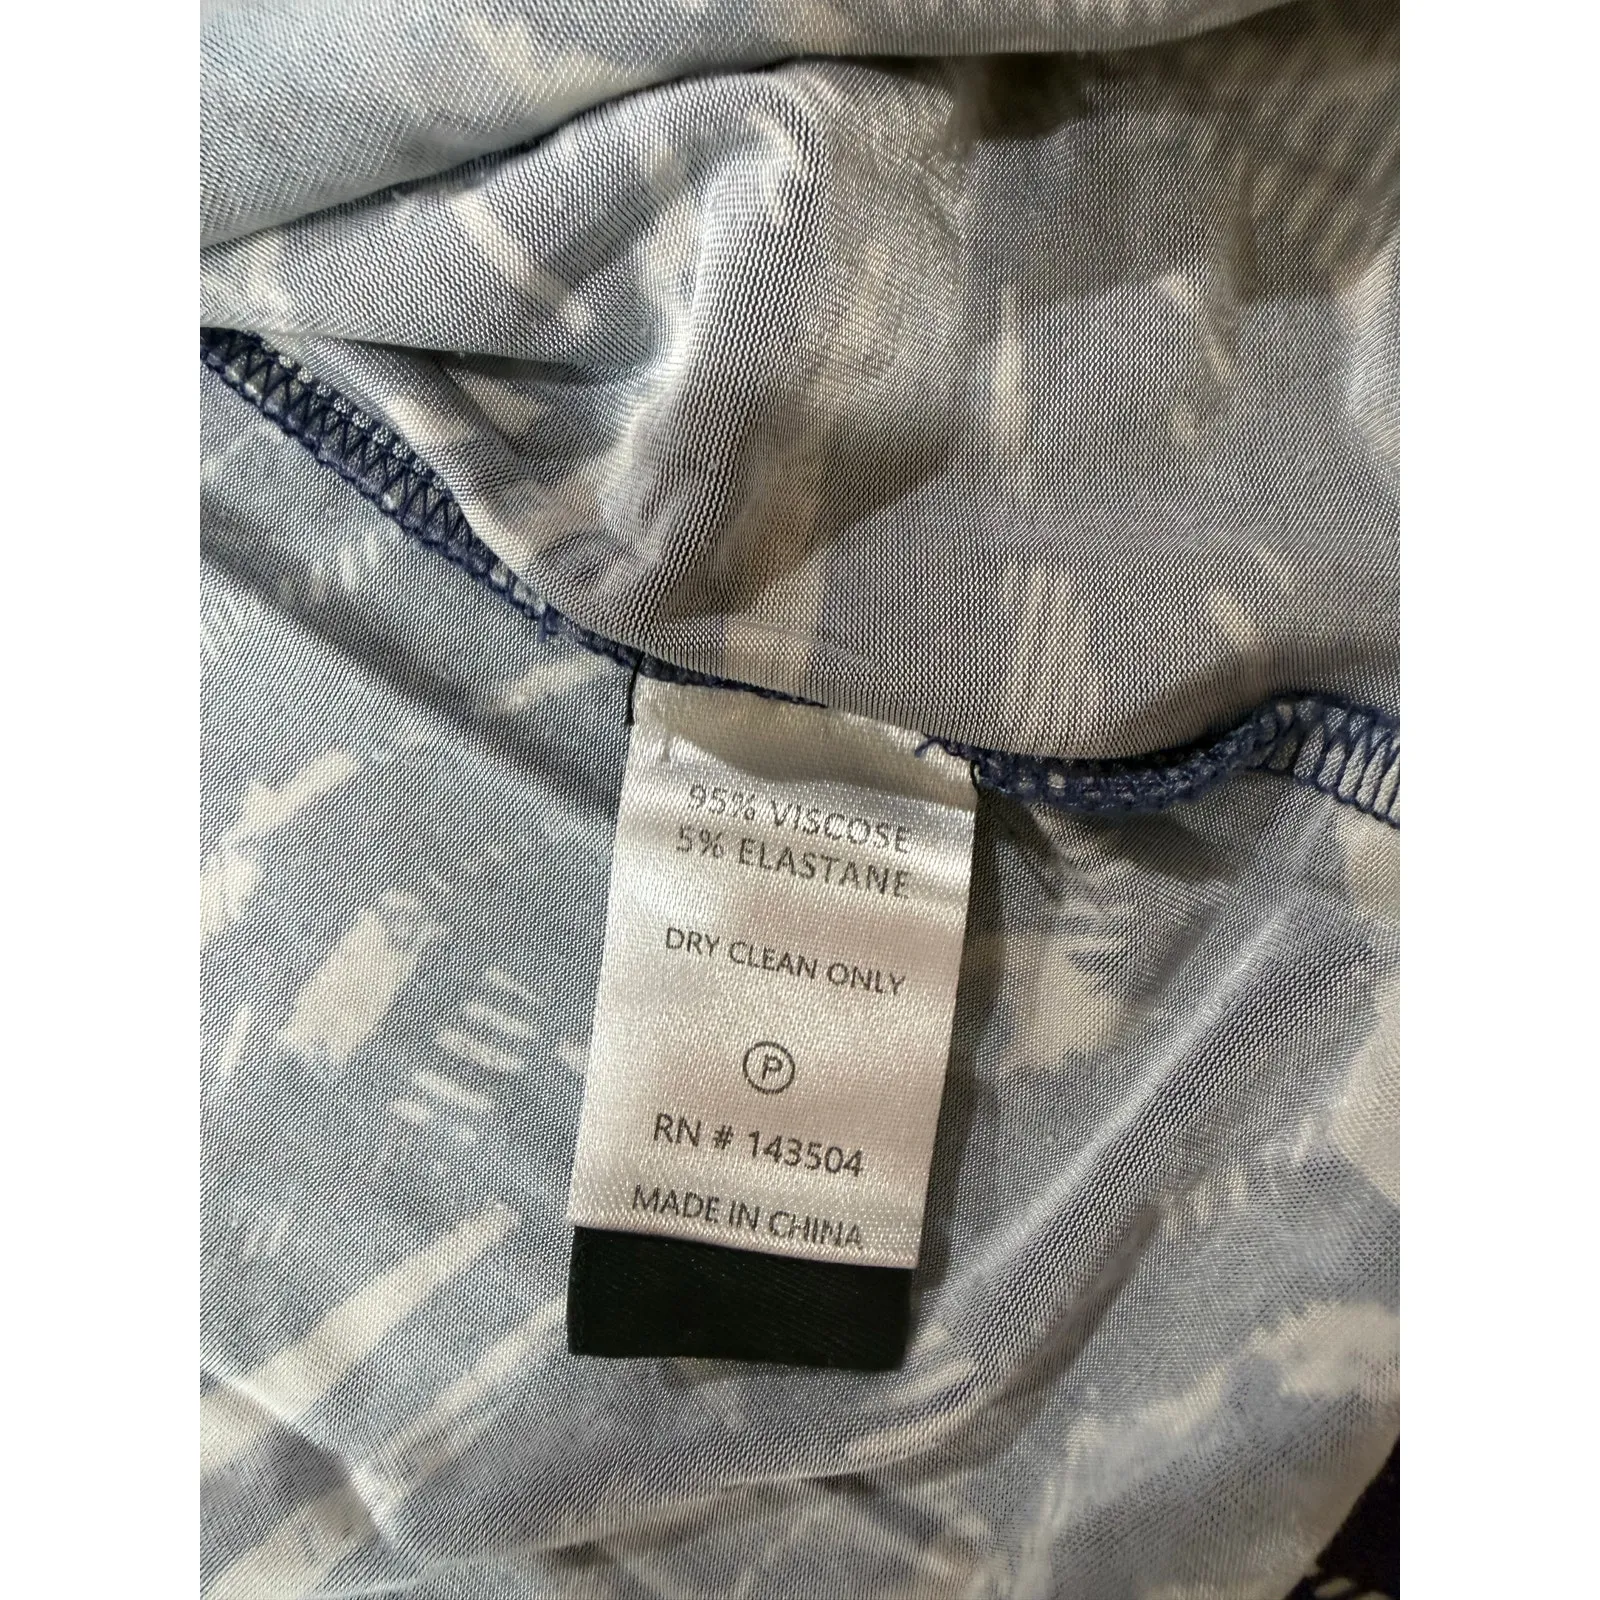 95% VISCOSE
5% ELASTANE
DRY CLEAN ONLY
P
RN # 143504
MADE IN CHINA